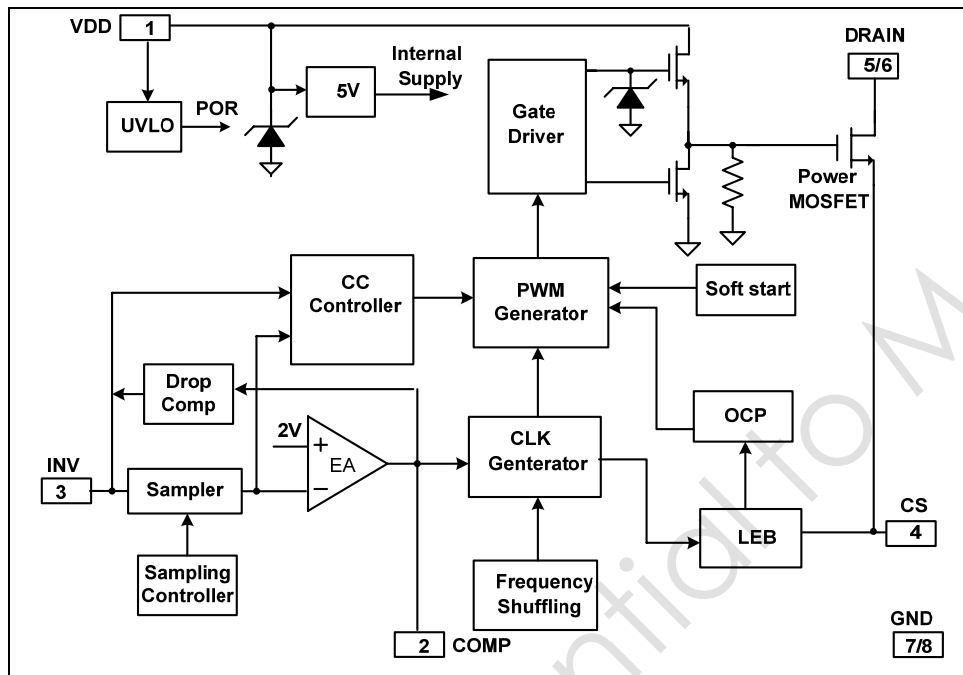 VDD
1
UVLO
POR
5V
Internal
Supply
Gate
Driver
DRAIN
5/6
Power
MOSFET
CC
Controller
PWM
Generator
Soft start
Drop
Comp
2V
+
EA
−
CLK
Genterator
OCP
INV
3
Sampler
LEB
CS
4
Sampling
Controller
Frequency
Shuffling
2
COMP
GND
7/8
ntial to M